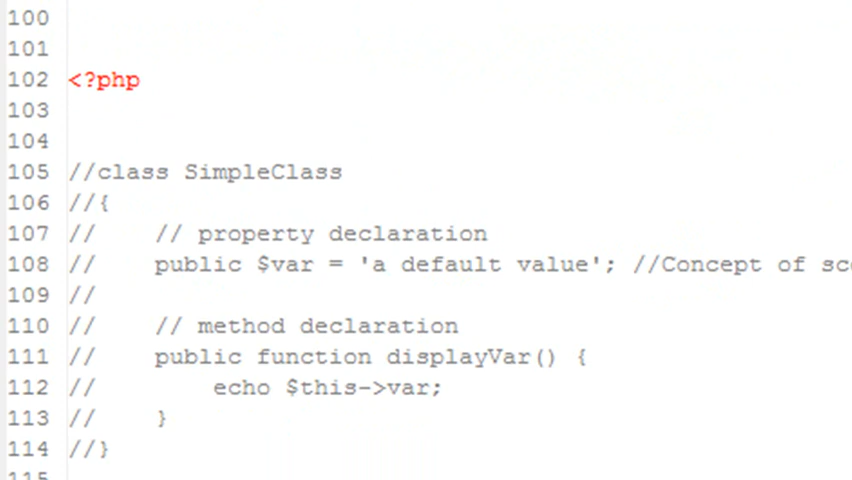 100
101
102 <?php
103
104
105 //class SimpleClass
106 //{
107 //    // property declaration
108 //    public $var = 'a default value'; //Concept of
109 //
110 //    // method declaration
111 //    public function displayVar() {
112 //        echo $this->var;
113 //    }
114 //}